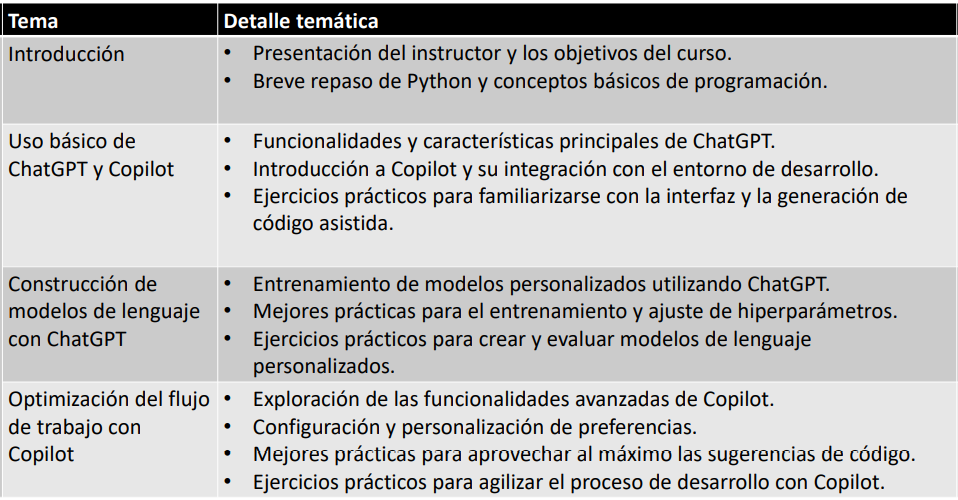 Tema
Detalle temática
Introducción
• Presentación del instructor y los objetivos del curso.
• Breve repaso de Python y conceptos básicos de programación.
Uso básico de
ChatGPT y Copilot
• Funcionalidades y características principales de ChatGPT.
• Introducción a Copilot y su integración con el entorno de desarrollo.
• Ejercicios prácticos para familiarizarse con la interfaz y la generación de
código asistida.
Construcción de
modelos de lenguaje
con ChatGPT
• Entrenamiento de modelos personalizados utilizando ChatGPT.
• Mejores prácticas para el entrenamiento y ajuste de hiperparámetros.
• Ejercicios prácticos para crear y evaluar modelos de lenguaje
personalizados.
Optimización del flujo
de trabajo con
Copilot
• Exploración de las funcionalidades avanzadas de Copilot.
• Configuración y personalización de preferencias.
• Mejores prácticas para aprovechar al máximo las sugerencias de código.
• Ejercicios prácticos para agilizar el proceso de desarrollo con Copilot.